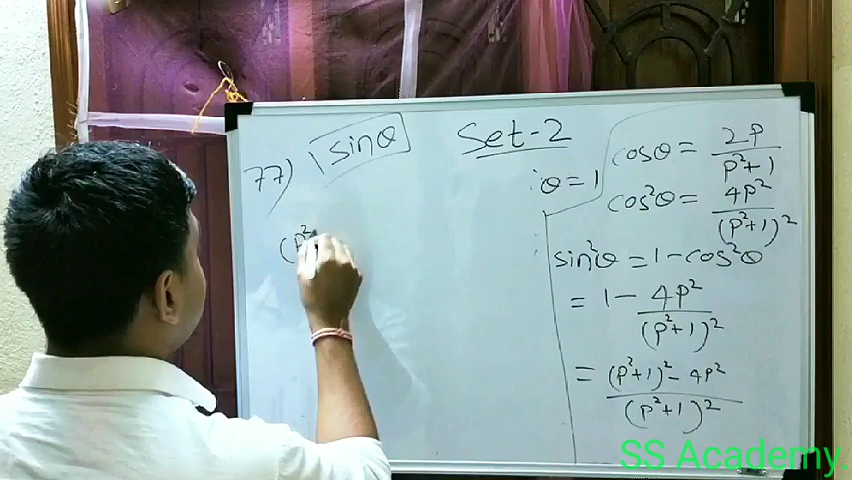 Set-2
77) sinθ
θ = 1
(P²
cosθ = 2P / P²+1
cos²θ = 4P² / (P²+1)²
sin²θ = 1 - cos²θ
= 1 - 4P² / (P²+1)²
= (P²+1)² - 4P² / (P²+1)²
SS Academy.